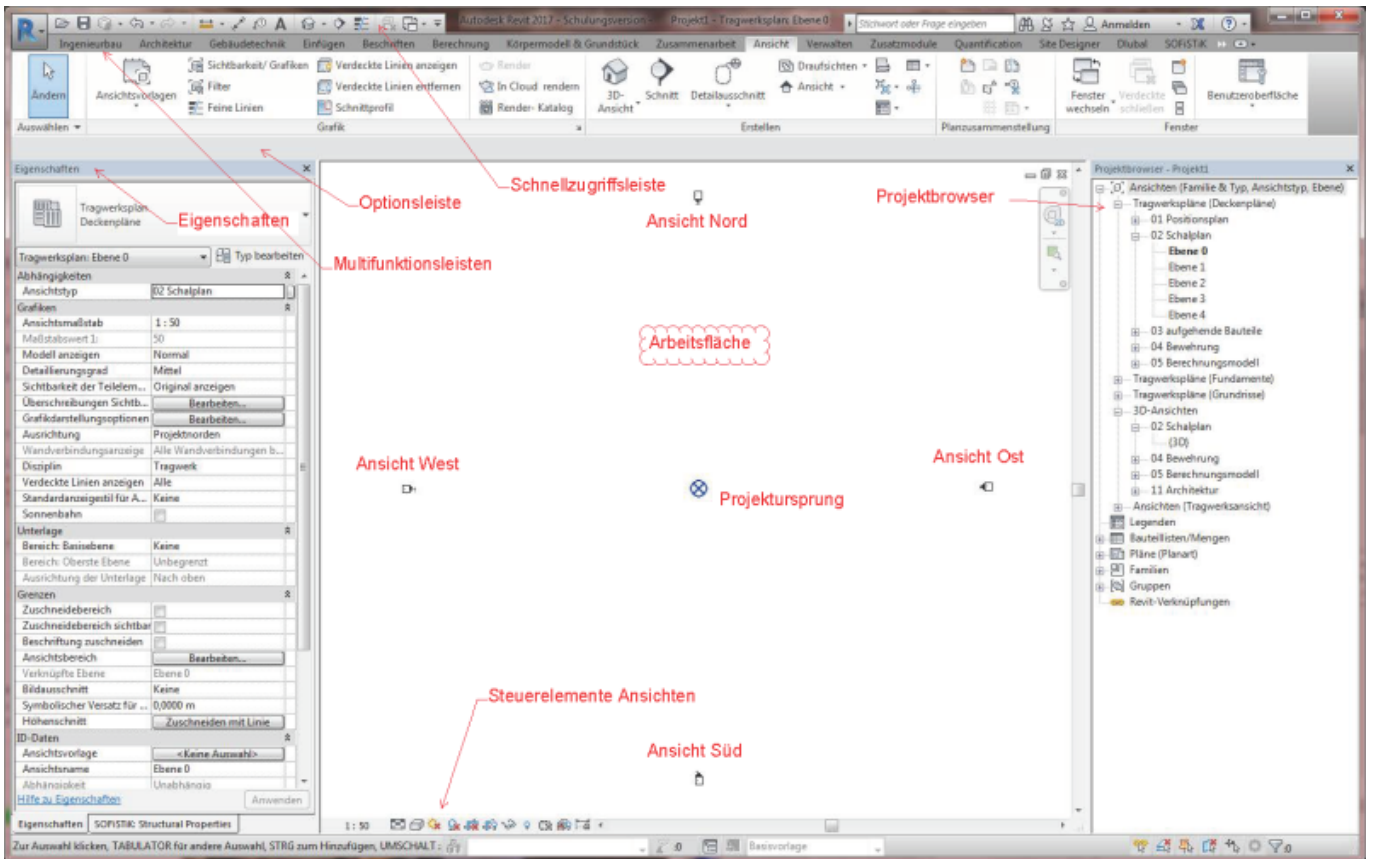 Autodesk Revit 2017 - Schulungsversion - Projekt1 - Tragwerksplan: Ebene 0
Stichwort oder Frage eingeben
Anmelden
Ingenieurbau Architektur Gebäudetechnik Einfügen Beschriften Berechnung Körpermodell & Grundstück Zusammenarbeit Ansicht Verwalten Zusatzmodule Quantification Site Designer Dlubal SOFiSTiK
Ändern
Ansichtsvorlagen
Sichtbarkeit/ Grafiken
Filter
Feine Linien
Verdeckte Linien anzeigen
Verdeckte Linien entfernen
Schnittprofil
Render
In Cloud rendern
Render- Katalog
3D-
Ansicht
Schnitt
Detailausschnitt
Draufsichten
Ansicht
Fenster
wechseln
Verdeckte
schließen
Benutzeroberfläche
Auswählen
Grafik
Erstellen
Planzusammenstellung
Fenster
Eigenschaften
Tragwerksplan
Deckenpläne
Eigenschaften
Optionsleiste
Schnellzugriffsleiste
Multifunktionsleisten
Ansicht Nord
Projektbrowser
Arbeitsfläche
Ansicht West
Ansicht Ost
Projektursprung
Steuerelemente Ansichten
Ansicht Süd
Tragwerksplan: Ebene 0
Typ bearbeiten
Abhängigkeiten
Ansichtstyp 02 Schalplan
Grafiken
Ansichtsmaßstab 1 : 50
Maßstabswert 1: 50
Modell anzeigen Normal
Detaillierungsgrad Mittel
Sichtbarkeit der Teilelem... Original anzeigen
Überschreibungen Sichtb... Bearbeiten...
Grafikdarstellungsoptionen Bearbeiten...
Ausrichtung Projektnorden
Wandverbindungsanzeige Alle Wandverbindungen b...
Disziplin Tragwerk
Verdeckte Linien anzeigen Alle
Standardanzeigestil für A... Keine
Sonnenbahn
Unterlage
Bereich: Basisebene Keine
Bereich: Oberste Ebene Unbegrenzt
Ausrichtung der Unterlage Nach oben
Grenzen
Zuschneidebereich
Zuschneidebereich sichtbar
Beschriftung zuschneiden
Ansichtsbereich Bearbeiten...
Verknüpfte Ebene Ebene 0
Bildausschnitt Keine
Symbolischer Versatz für ... 0,0000 m
Höhenschnitt Zuschneiden mit Linie
ID-Daten
Ansichtsvorlage <Keine Auswahl>
Ansichtsname Ebene 0
Abhängigkeit Unabhängig
Hilfe zu Eigenschaften
Anwenden
Eigenschaften SOFiSTiK: Structural Properties
1 : 50
Zur Auswahl klicken, TABULATOR für andere Auswahl, STRG zum Hinzufügen, UMSCHALT :
:0
Basisvorlage
:0
Projektbrowser - Projekt1
Ansichten (Familie & Typ, Ansichtstyp, Ebene)
Tragwerkspläne (Deckenpläne)
01 Positionsplan
02 Schalplan
Ebene 0
Ebene 1
Ebene 2
Ebene 3
Ebene 4
03 aufgehende Bauteile
04 Bewehrung
05 Berechnungsmodell
Tragwerkspläne (Fundamente)
Tragwerkspläne (Grundrisse)
3D-Ansichten
02 Schalplan
{3D}
04 Bewehrung
05 Berechnungsmodell
11 Architektur
Ansichten (Tragwerksansicht)
Legenden
Bauteillisten/Mengen
Pläne (Planart)
Familien
Gruppen
Revit-Verknüpfungen